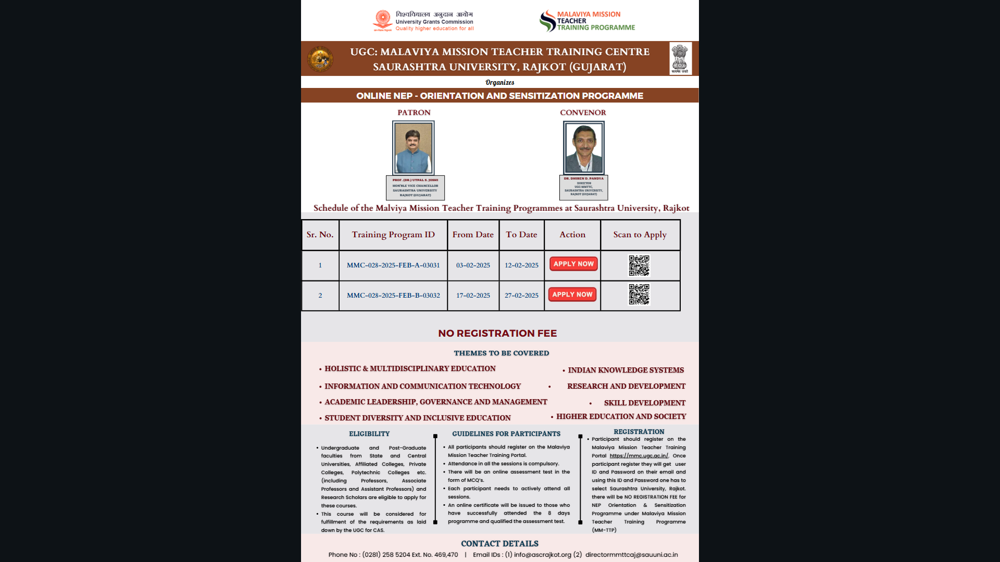 विश्वविद्यालय अनुदान आयोग
University Grants Commission
Quality higher education for all
MALAVIYA MISSION
TEACHER
TRAINING PROGRAMME
UGC: MALAVIYA MISSION TEACHER TRAINING CENTRE
SAURASHTRA UNIVERSITY, RAJKOT (GUJARAT)
सत्यमेव जयते
Organizes
ONLINE NEP - ORIENTATION AND SENSITIZATION PROGRAMME
PATRON
CONVENOR
PROF. (DR.) UTPAL S. JOSHI
HON'BLE VICE CHANCELLOR
SAURASHTRA UNIVERSITY
RAJKOT (GUJARAT)
DR. DHIREN D. PANDYA
DIRECTOR
UGC:MMTTC,
SAURASHTRA UNIVERSITY,
RAJKOT (GUJARAT)
Schedule of the Malviya Mission Teacher Training Programmes at Saurashtra University, Rajkot
Sr. No. Training Program ID From Date To Date Action Scan to Apply
1 MMC-028-2025-FEB-A-03031 03-02-2025 12-02-2025 APPLY NOW
2 MMC-028-2025-FEB-B-03032 17-02-2025 27-02-2025 APPLY NOW
NO REGISTRATION FEE
THEMES TO BE COVERED
• HOLISTIC & MULTIDISCIPLINARY EDUCATION
• INFORMATION AND COMMUNICATION TECHNOLOGY
• ACADEMIC LEADERSHIP, GOVERNANCE AND MANAGEMENT
• STUDENT DIVERSITY AND INCLUSIVE EDUCATION
• INDIAN KNOWLEDGE SYSTEMS
• RESEARCH AND DEVELOPMENT
• SKILL DEVELOPMENT
• HIGHER EDUCATION AND SOCIETY
ELIGIBILITY
• Undergraduate and Post-Graduate
faculties from State and Central
Universities, Affiliated Colleges, Private
Colleges, Polytechnic Colleges etc.
(including Professors, Associate
Professors and Assistant Professors) and
Research Scholars are eligible to apply for
these courses.
• This course will be considered for
fulfillment of the requirements as laid
down by the UGC for CAS.
GUIDELINES FOR PARTICIPANTS
• All participants should register on the Malaviya
Mission Teacher Training Portal.
• Attendance in all the sessions is compulsory.
• There will be an online assessment test in the
form of MCQ's.
• Each participant needs to actively attend all
sessions.
• An online certificate will be issued to those who
have successfully attended the 8 days
programme and qualified the assessment test.
REGISTRATION
• Participant should register on the
Malaviya Mission Teacher Training
Portal https://mmc.ugc.ac.in/. Once
participant register they will get user
ID and Password on their email and
using this ID and Password one has to
select Saurashtra University, Rajkot.
there will be NO REGISTRATION FEE for
NEP Orientation & Sensitization
Programme under Malaviya Mission
Teacher Training Programme
(MM-TTP)
CONTACT DETAILS
Phone No : (0281) 258 5204 Ext. No. 469,470 | Email IDs : (1) info@ascrajkot.org (2) directormmttcaj@sauuni.ac.in